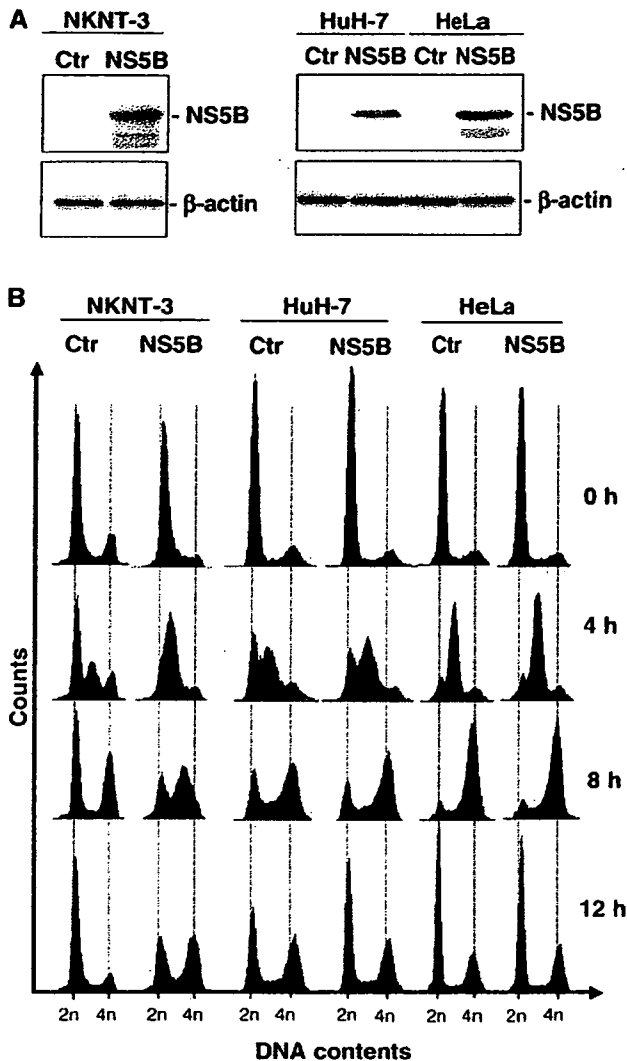 A
NKNT-3
Ctr NS5B
- NS5B
- β-actin
HuH-7 HeLa
Ctr NS5B Ctr NS5B
- NS5B
- β-actin
B
NKNT-3 HuH-7 HeLa
Ctr NS5B Ctr NS5B Ctr NS5B
0 h
4 h
8 h
12 h
Counts
2n 4n 2n 4n 2n 4n 2n 4n 2n 4n 2n 4n
DNA contents